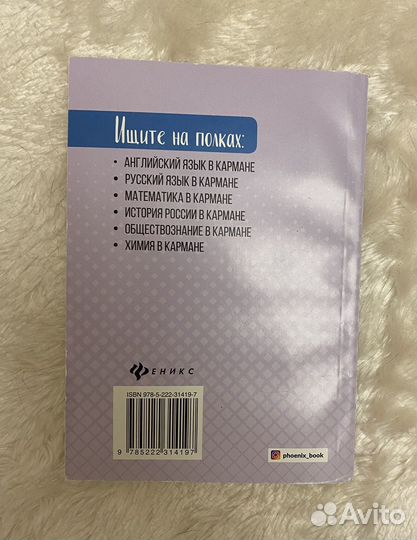 Ищите на полках:
• АНГЛИЙСКИЙ ЯЗЫК В КАРМАНЕ
• РУССКИЙ ЯЗЫК В КАРМАНЕ
• МАТЕМАТИКА В КАРМАНЕ
• ИСТОРИЯ РОССИИ В КАРМАНЕ
• ОБЩЕСТВОЗНАНИЕ В КАРМАНЕ
• ХИМИЯ В КАРМАНЕ
ФЕНИКС
ISBN 978-5-222-31419-7
9 785222 314197
phoenix_book
Avito